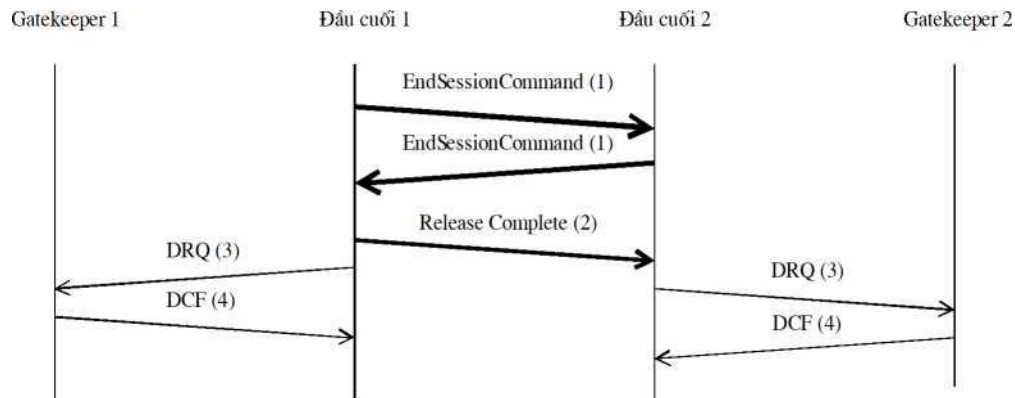 Gatekeeper 1
Đầu cuối 1
Đầu cuối 2
Gatekeeper 2
EndSessionCommand (1)
EndSessionCommand (1)
Release Complete (2)
DRQ (3)
DRQ (3)
DCF (4)
DCF (4)